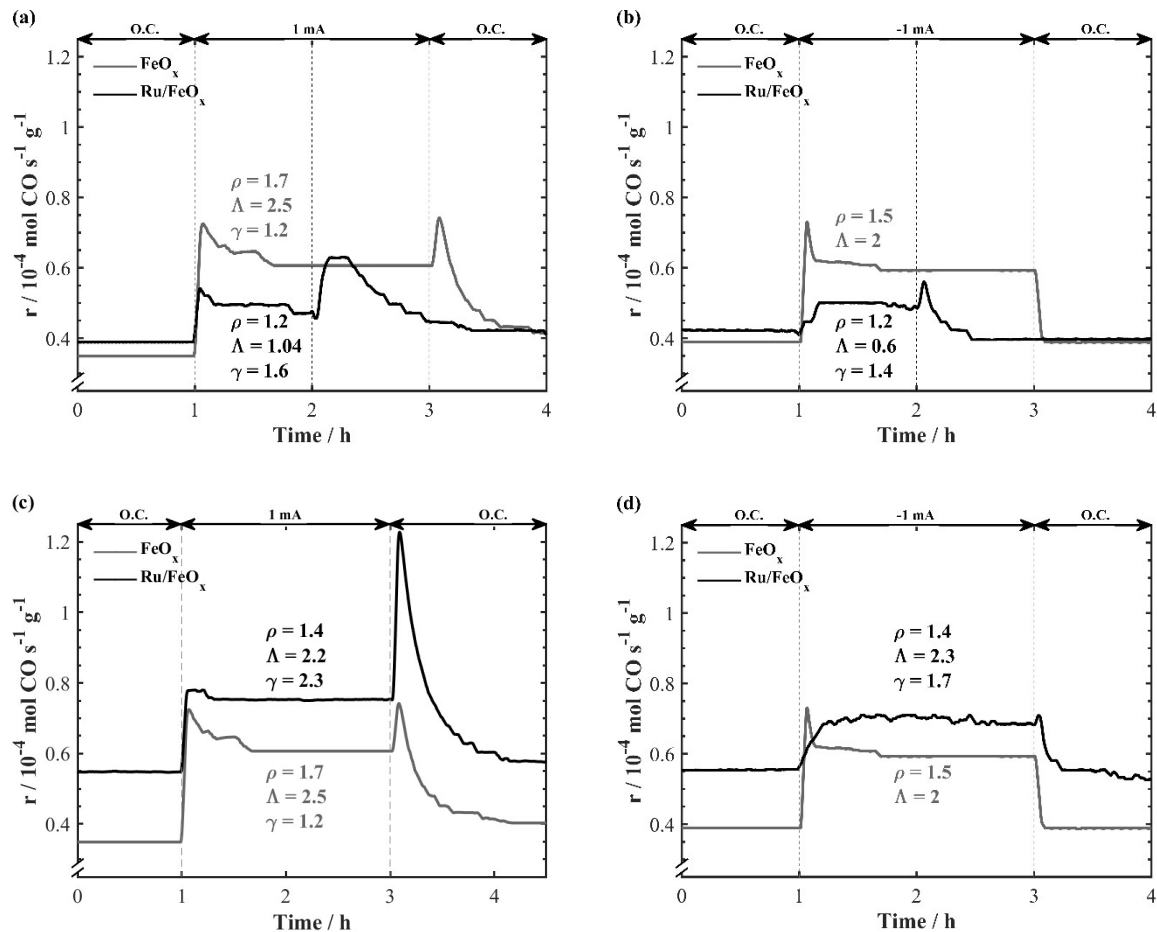 (a)
O.C. 1 mA O.C.
FeOₓ
Ru/FeOₓ
1.2
1
0.8
0.6
0.4
r / 10⁻⁴ mol CO s⁻¹ g⁻¹
ρ = 1.7
Λ = 2.5
γ = 1.2
ρ = 1.2
Λ = 1.04
γ = 1.6
0 1 2 3 4
Time / h
(b)
O.C. -1 mA O.C.
FeOₓ
Ru/FeOₓ
1.2
1
0.8
0.6
0.4
r / 10⁻⁴ mol CO s⁻¹ g⁻¹
ρ = 1.5
Λ = 2
ρ = 1.2
Λ = 0.6
γ = 1.4
0 1 2 3 4
Time / h
(c)
O.C. 1 mA O.C.
FeOₓ
Ru/FeOₓ
1.2
1
0.8
0.6
0.4
r / 10⁻⁴ mol CO s⁻¹ g⁻¹
ρ = 1.4
Λ = 2.2
γ = 2.3
ρ = 1.7
Λ = 2.5
γ = 1.2
0 1 2 3 4
Time / h
(d)
O.C. -1 mA O.C.
FeOₓ
Ru/FeOₓ
1.2
1
0.8
0.6
0.4
r / 10⁻⁴ mol CO s⁻¹ g⁻¹
ρ = 1.4
Λ = 2.3
γ = 1.7
ρ = 1.5
Λ = 2
0 1 2 3 4
Time / h